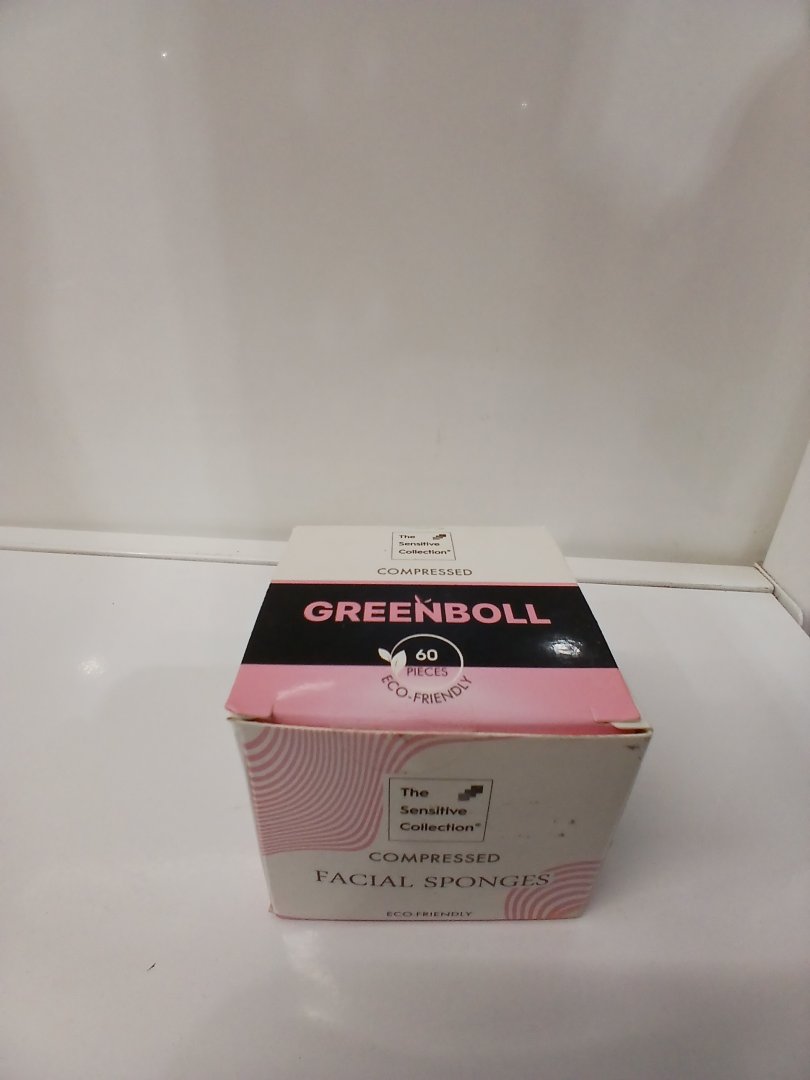 The
Sensitive
Collection®
COMPRESSED
GREENBOLL
60
PIECES
ECO-FRIENDLY
The
Sensitive
Collection®
COMPRESSED
FACIAL SPONGES
ECO-FRIENDLY